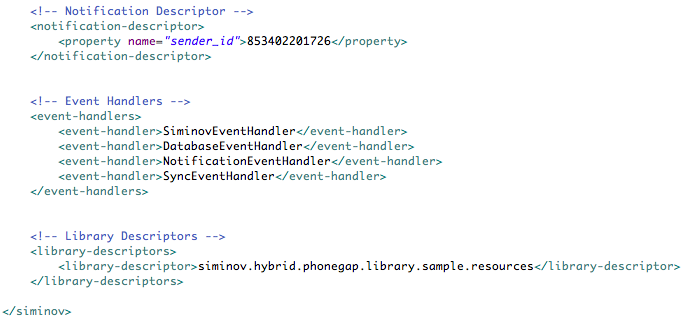 <!-- Notification Descriptor -->
<notification-descriptor>
<property name="sender_id">853402201726</property>
</notification-descriptor>
<!-- Event Handlers -->
<event-handlers>
<event-handler>SiminovEventHandler</event-handler>
<event-handler>DatabaseEventHandler</event-handler>
<event-handler>NotificationEventHandler</event-handler>
<event-handler>SyncEventHandler</event-handler>
</event-handlers>
<!-- Library Descriptors -->
<library-descriptors>
<library-descriptor>siminov.hybrid.phonegap.library.sample.resources</library-descriptor>
</library-descriptors>
</siminov>